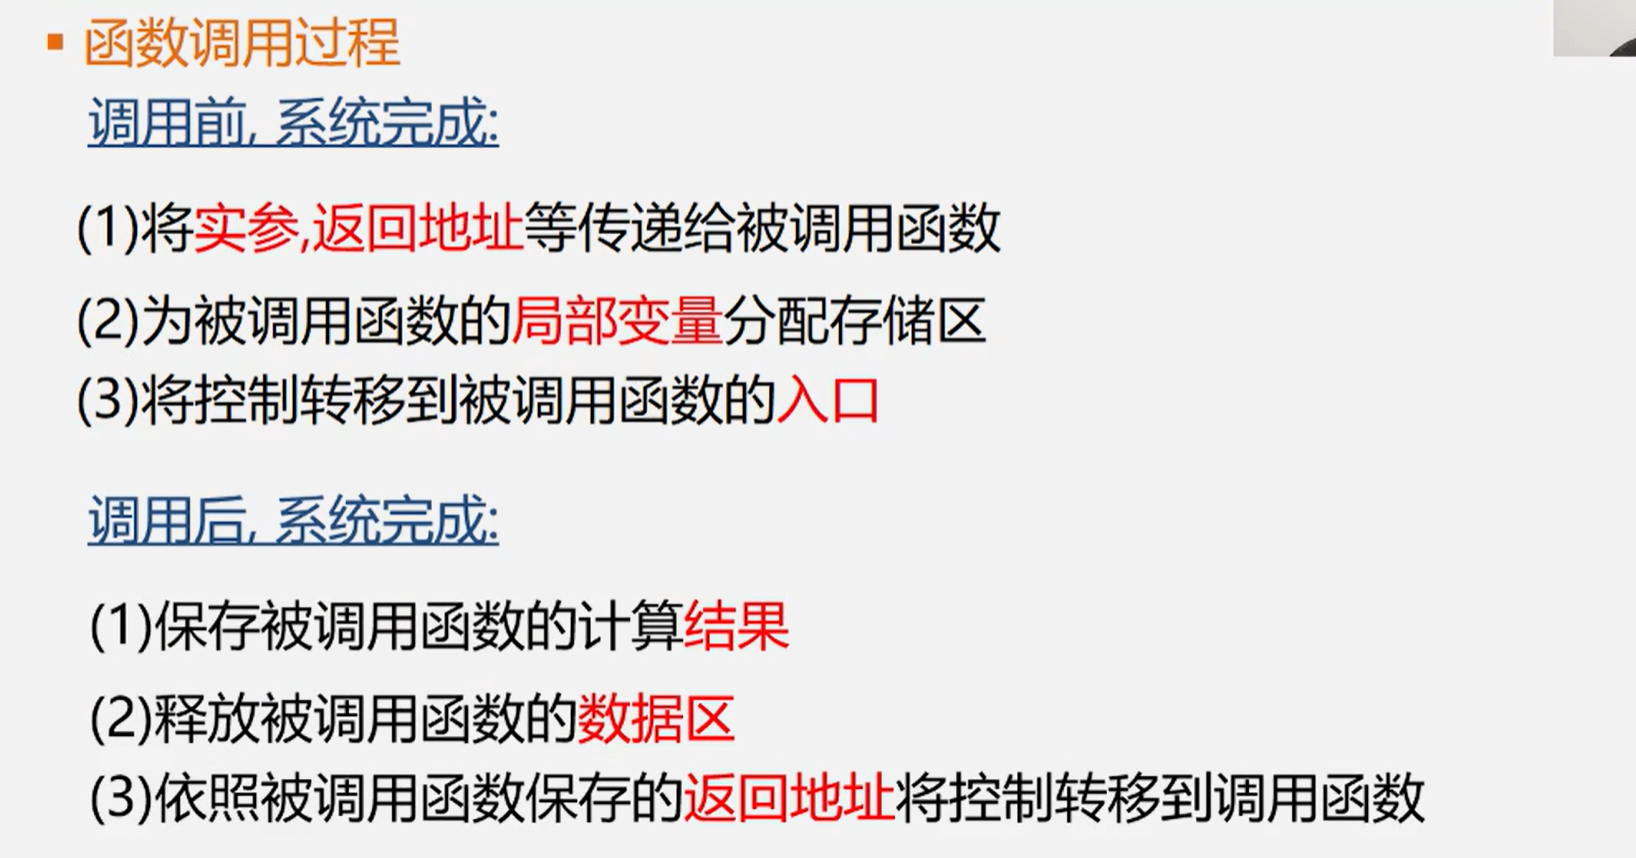 ▪ 函数调用过程
调用前, 系统完成:
(1)将实参,返回地址等传递给被调用函数
(2)为被调用函数的局部变量分配存储区
(3)将控制转移到被调用函数的入口
调用后, 系统完成:
(1)保存被调用函数的计算结果
(2)释放被调用函数的数据区
(3)依照被调用函数保存的返回地址将控制转移到调用函数